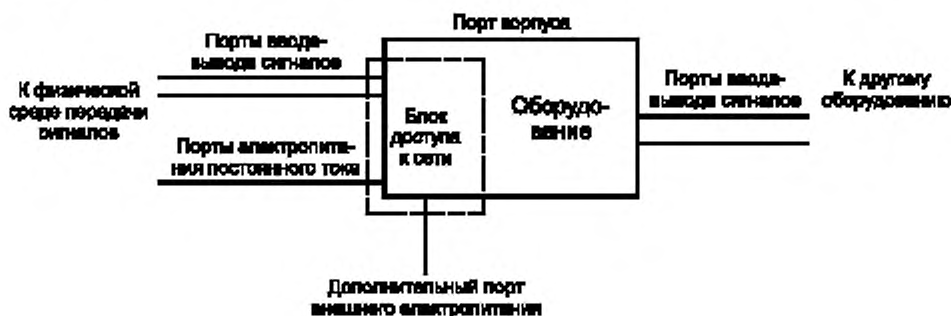 Порт корпуса
Порты ввода-
вывода сигналов
К физической
среде передачи
сигналов
Порты электропита-
ния постоянного тока
Блок
доступа
к сети
Оборудо-
вание
Порты ввода-
вывода сигналов
К другому
оборудованию
Дополнительный порт
внешнего электропитания